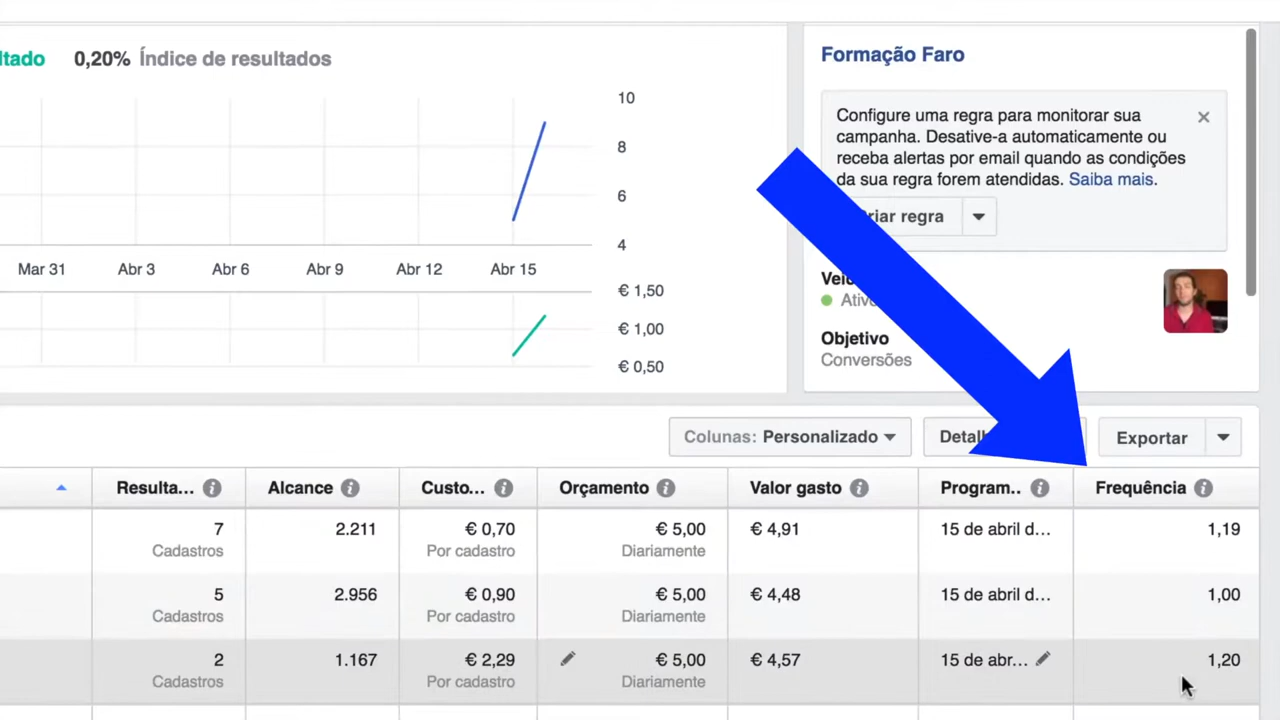 ltado 0,20% Índice de resultados
10
8
6
4
Mar 31 Abr 3 Abr 6 Abr 9 Abr 12 Abr 15
€ 1,50
€ 1,00
€ 0,50
Formação Faro
Configure uma regra para monitorar sua
campanha. Desative-a automaticamente ou
receba alertas por email quando as condições
da sua regra forem atendidas. Saiba mais.
riar regra
Veic
Ativo
Objetivo
Conversões
Colunas: Personalizado Detal Exportar
Resulta... Alcance Custo... Orçamento Valor gasto Program.. Frequência
7 2.211 € 0,70 € 5,00 € 4,91 15 de abril d... 1,19
Cadastros Por cadastro Diariamente
5 2.956 € 0,90 € 5,00 € 4,48 15 de abril d... 1,00
Cadastros Por cadastro Diariamente
2 1.167 € 2,29 € 5,00 € 4,57 15 de abr... 1,20
Cadastros Por cadastro Diariamente